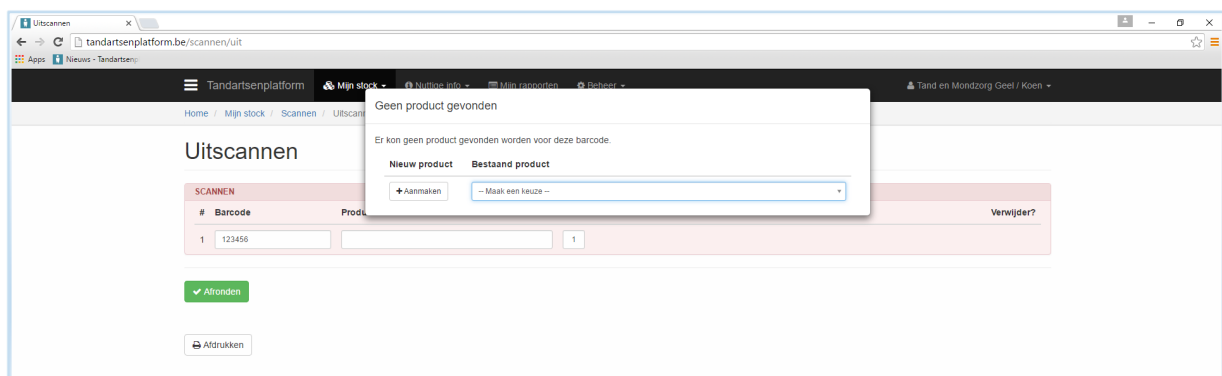 Uitscannen
tandartsenplatform.be/scannen/uit
Apps Nieuws - Tandartsenp
Tandartsenplatform Mijn stock Nuttige info Mijn rapporten Beheer Tand en Mondzorg Geel / Koen
Home / Mijn stock / Scannen / Uitscan
Geen product gevonden
Er kon geen product gevonden worden voor deze barcode.
Nieuw product Bestaand product
+ Aanmaken -- Maak een keuze --
Uitscannen
SCANNEN
# Barcode Produ Verwijder?
1 123456 1
Afronden
Afdrukken